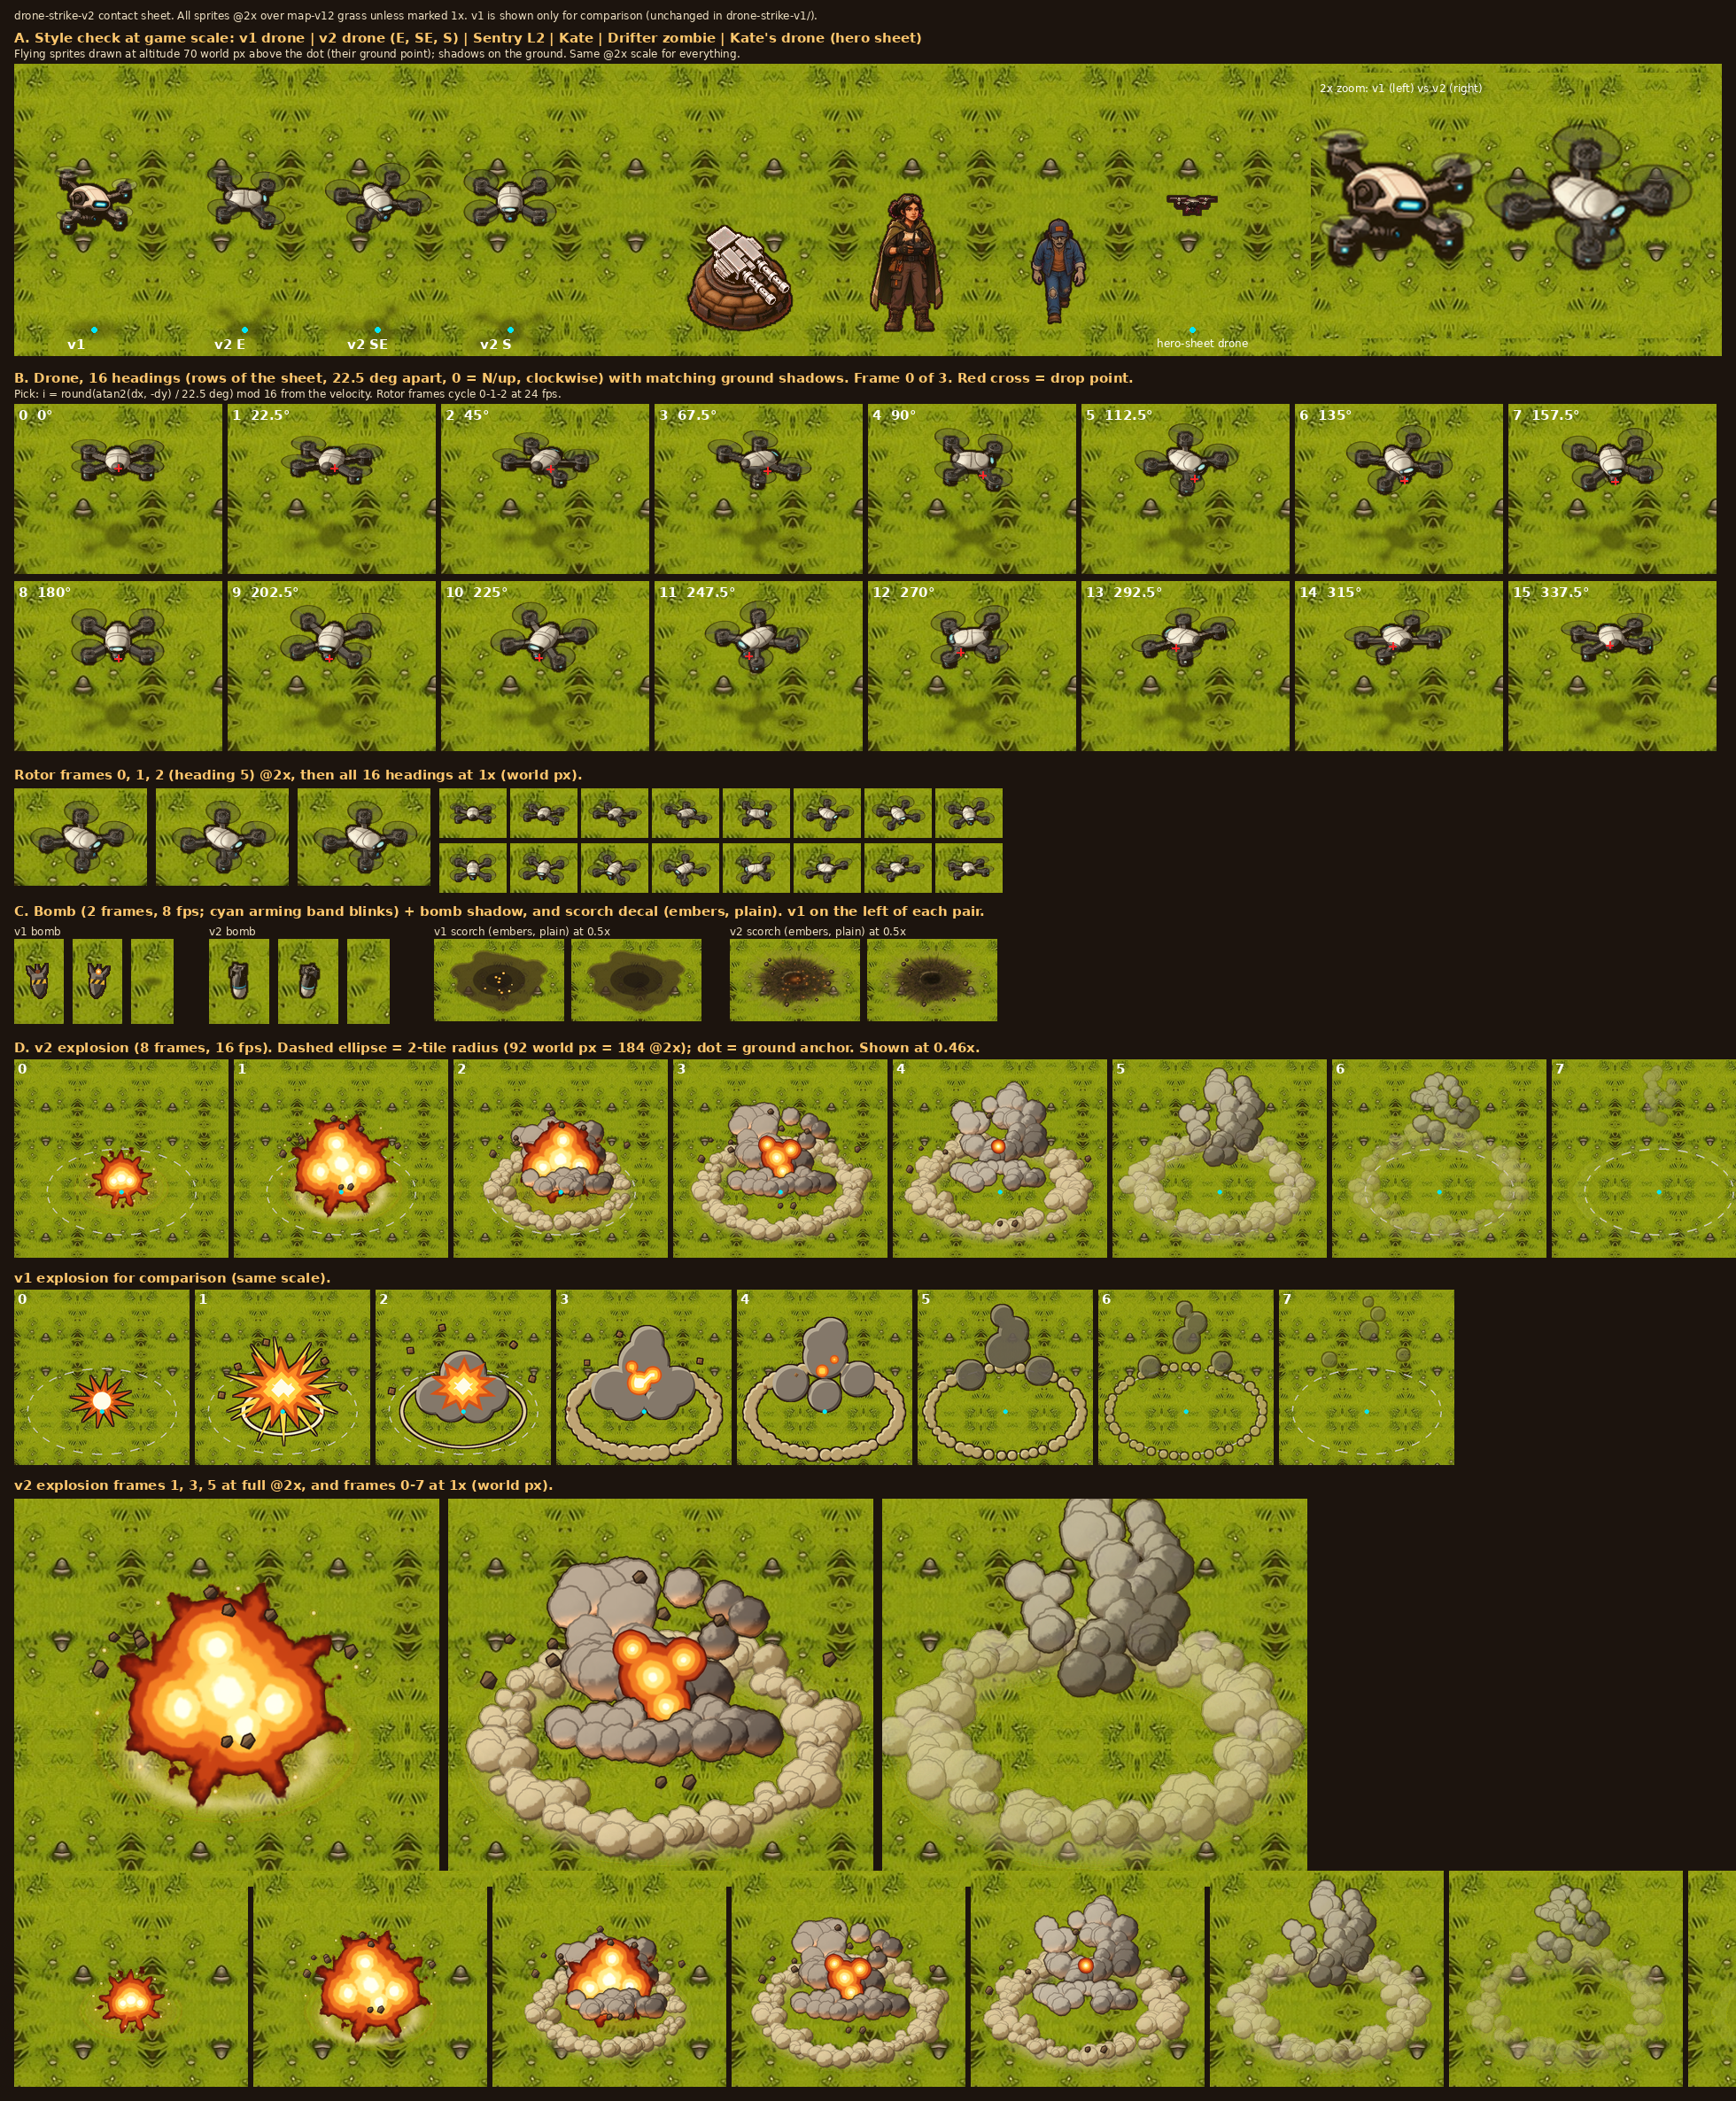 drone-strike-v2 contact sheet. All sprites @2x over map-v12 grass unless marked 1x. v1 is shown only for comparison (unchanged in drone-strike-v1/).
A. Style check at game scale: v1 drone | v2 drone (E, SE, S) | Sentry L2 | Kate | Drifter zombie | Kate's drone (hero sheet)
Flying sprites drawn at altitude 70 world px above the dot (their ground point); shadows on the ground. Same @2x scale for everything.
2x zoom: v1 (left) vs v2 (right)
v1
v2 E
v2 SE
v2 S
hero-sheet drone
B. Drone, 16 headings (rows of the sheet, 22.5 deg apart, 0 = N/up, clockwise) with matching ground shadows. Frame 0 of 3. Red cross = drop point.
Pick: i = round(atan2(dx, -dy) / 22.5 deg) mod 16 from the velocity. Rotor frames cycle 0-1-2 at 24 fps.
0 0°
1 22.5°
2 45°
3 67.5°
4 90°
5 112.5°
6 135°
7 157.5°
8 180°
9 202.5°
10 225°
11 247.5°
12 270°
13 292.5°
14 315°
15 337.5°
Rotor frames 0, 1, 2 (heading 5) @2x, then all 16 headings at 1x (world px).
C. Bomb (2 frames, 8 fps; cyan arming band blinks) + bomb shadow, and scorch decal (embers, plain). v1 on the left of each pair.
v1 bomb
v2 bomb
v1 scorch (embers, plain) at 0.5x
v2 scorch (embers, plain) at 0.5x
D. v2 explosion (8 frames, 16 fps). Dashed ellipse = 2-tile radius (92 world px = 184 @2x); dot = ground anchor. Shown at 0.46x.
0
1
2
3
4
5
6
7
v1 explosion for comparison (same scale).
0
1
2
3
4
5
6
7
v2 explosion frames 1, 3, 5 at full @2x, and frames 0-7 at 1x (world px).